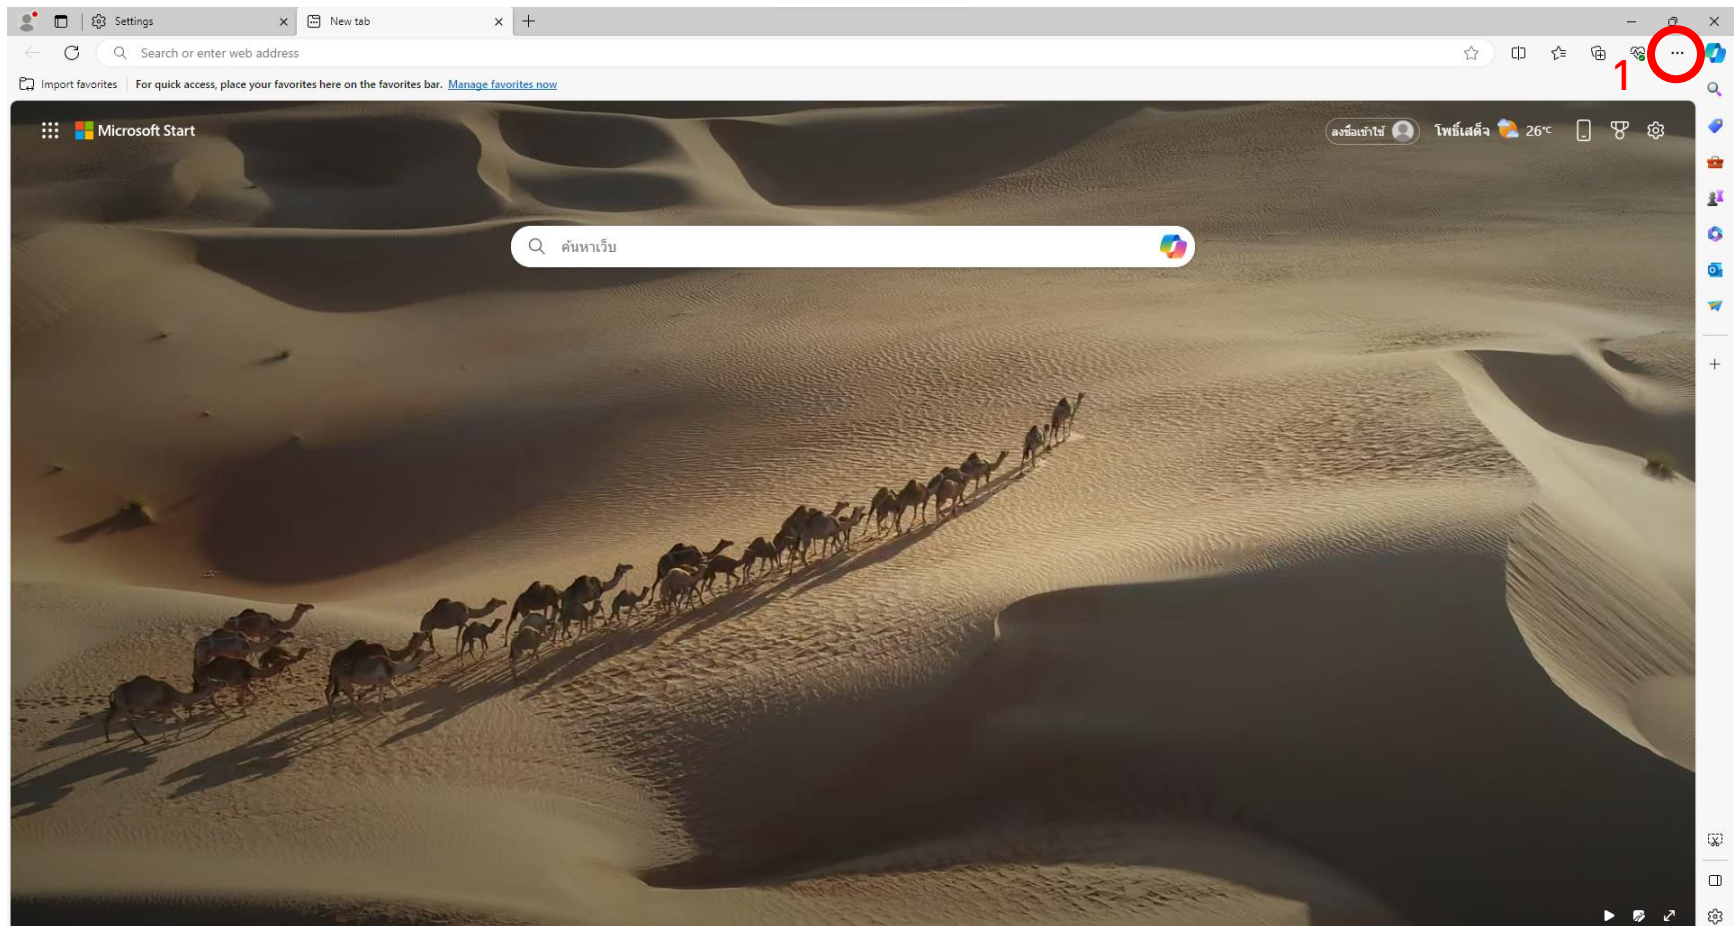 Settings
New tab
Search or enter web address
Import favorites
For quick access, place your favorites here on the favorites bar. Manage favorites now
1
Microsoft Start
ลงชื่อเข้าใช้
โพธิ์เสด็จ
26°C
ค้นหาเว็บ